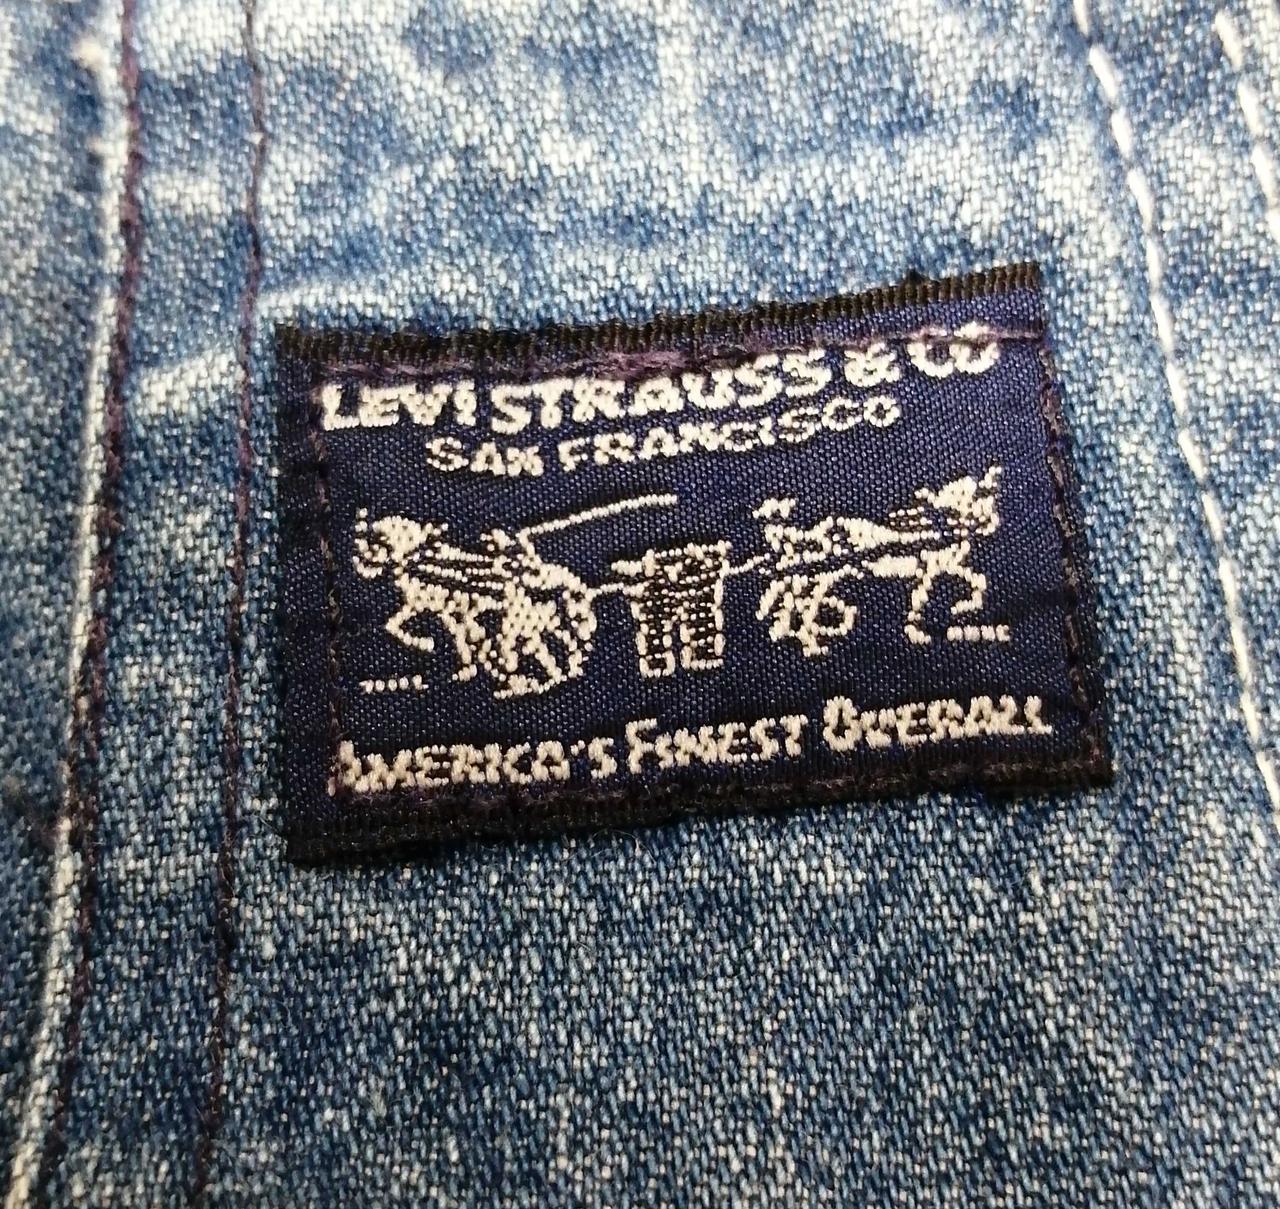 LEVI STRAUSS & CO
SAN FRANCISCO
AMERICA'S FINEST OVERALL